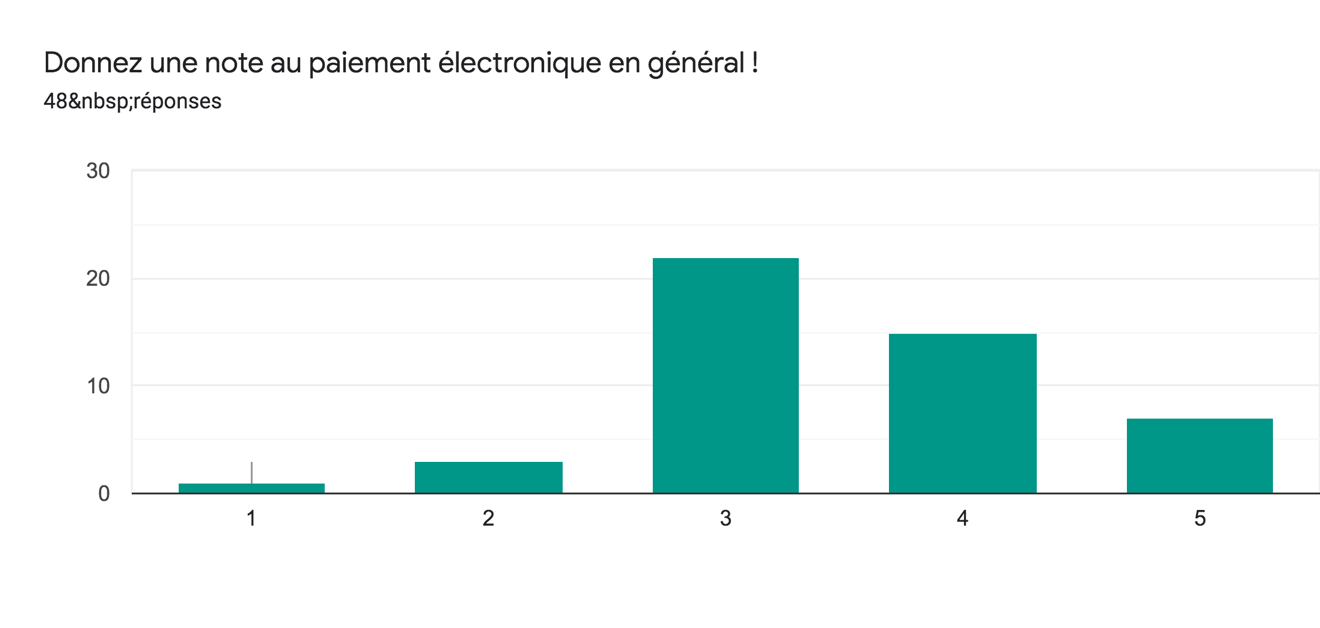 Donnez une note au paiement électronique en général !
48&nbsp;réponses
30
20
10
0
1 2 3 4 5